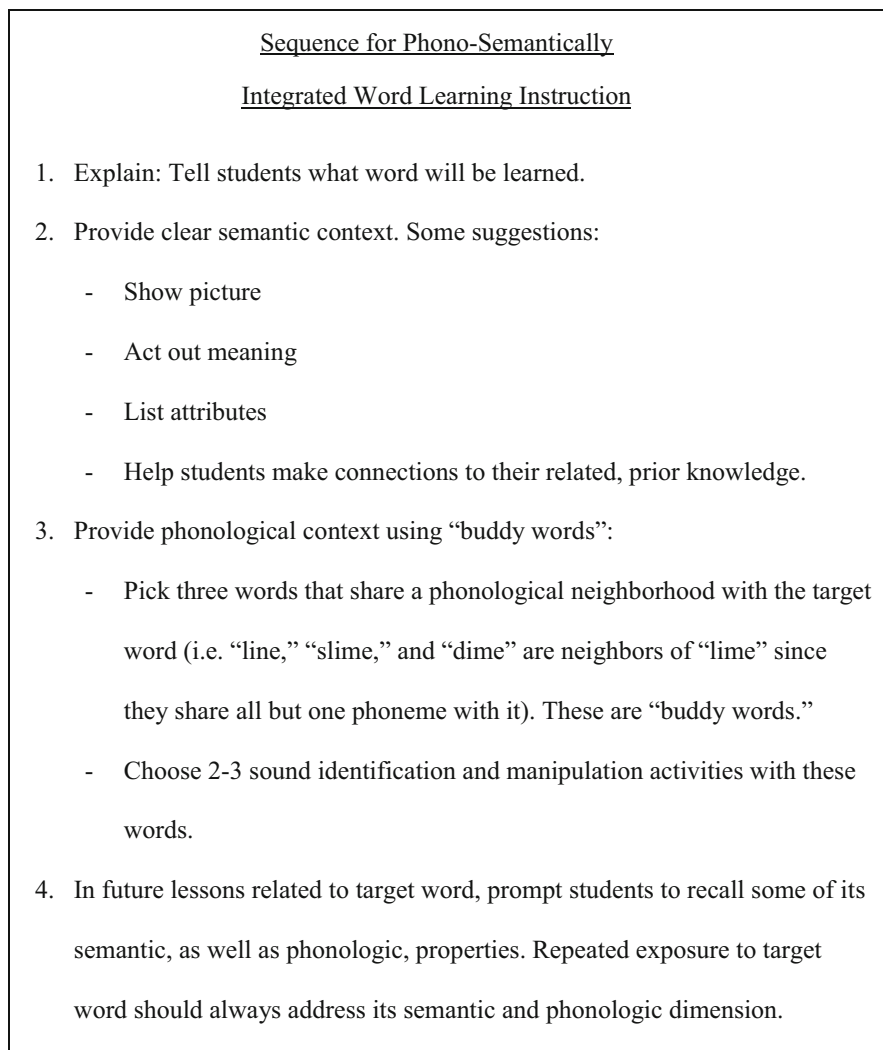 Sequence for Phono-Semantically
Integrated Word Learning Instruction
1. Explain: Tell students what word will be learned.
2. Provide clear semantic context. Some suggestions:
- Show picture
- Act out meaning
- List attributes
- Help students make connections to their related, prior knowledge.
3. Provide phonological context using “buddy words”:
- Pick three words that share a phonological neighborhood with the target
word (i.e. “line,” “slime,” and “dime” are neighbors of “lime” since
they share all but one phoneme with it). These are “buddy words.”
- Choose 2-3 sound identification and manipulation activities with these
words.
4. In future lessons related to target word, prompt students to recall some of its
semantic, as well as phonologic, properties. Repeated exposure to target
word should always address its semantic and phonologic dimension.